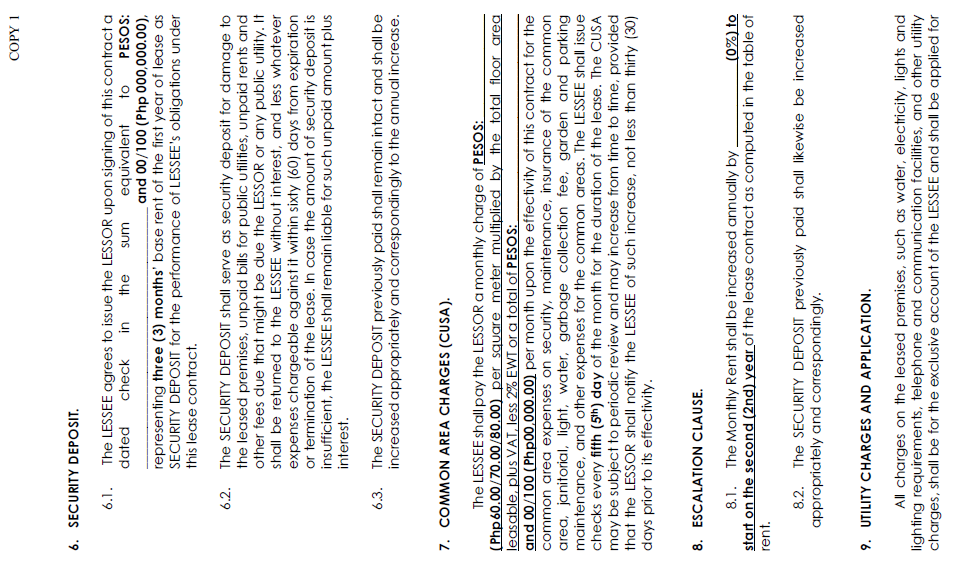 COPY 1
6. SECURITY DEPOSIT.
6.1. The LESSEE agrees to issue the LESSOR upon signing of this contract a
dated check in the sum equivalent to PESOS:
____________________________ and 00/100 (Php 000,000.00),
representing three (3) months' base rent of the first year of lease as
SECURITY DEPOSIT for the performance of LESSEE's obligations under
this lease contract.
6.2. The SECURITY DEPOSIT shall serve as security deposit for damage to
the leased premises, unpaid bills for public utilities, unpaid rents and
other fees due that might be due the LESSOR or any public utility. It
shall be returned to the LESSEE without interest, and less whatever
expenses chargeable against it within sixty (60) days from expiration
or termination of the lease. In case the amount of security deposit is
insufficient, the LESSEE shall remain liable for such unpaid amount plus
interest.
6.3. The SECURITY DEPOSIT previously paid shall remain intact and shall be
increased appropriately and correspondingly to the annual increase.
7. COMMON AREA CHARGES (CUSA).
The LESSEE shall pay the LESSOR a monthly charge of PESOS:
(Php60.00/70.00/80.00) per square meter multiplied by the total floor area
leasable, plus VAT, less 2% EWT or a total of PESOS:
and 00/100 (Php00,000.00) per month upon the effectivity of this contract for the
common area expenses on security, maintenance, insurance of the common
area, janitorial, light, water, garbage collection fee, garden and parking
maintenance, and other expenses for the common areas. The LESSEE shall issue
checks every fifth (5th) day of the month for the duration of the lease. The CUSA
may be subject to periodic review and may increase from time to time, provided
that the LESSOR shall notify the LESSEE of such increase, not less than thirty (30)
days prior to its effectivity.
8. ESCALATION CLAUSE.
8.1. The Monthly Rent shall be increased annually by __________ (0%) to
start on the second (2nd) year of the lease contract as computed in the table of
rent.
8.2. The SECURITY DEPOSIT previously paid shall likewise be increased
appropriately and correspondingly.
9. UTILITY CHARGES AND APPLICATION.
All charges on the leased premises, such as water, electricity, lights and
lighting requirements, telephone and communication facilities, and other utility
charges, shall be for the exclusive account of the LESSEE and shall be applied for